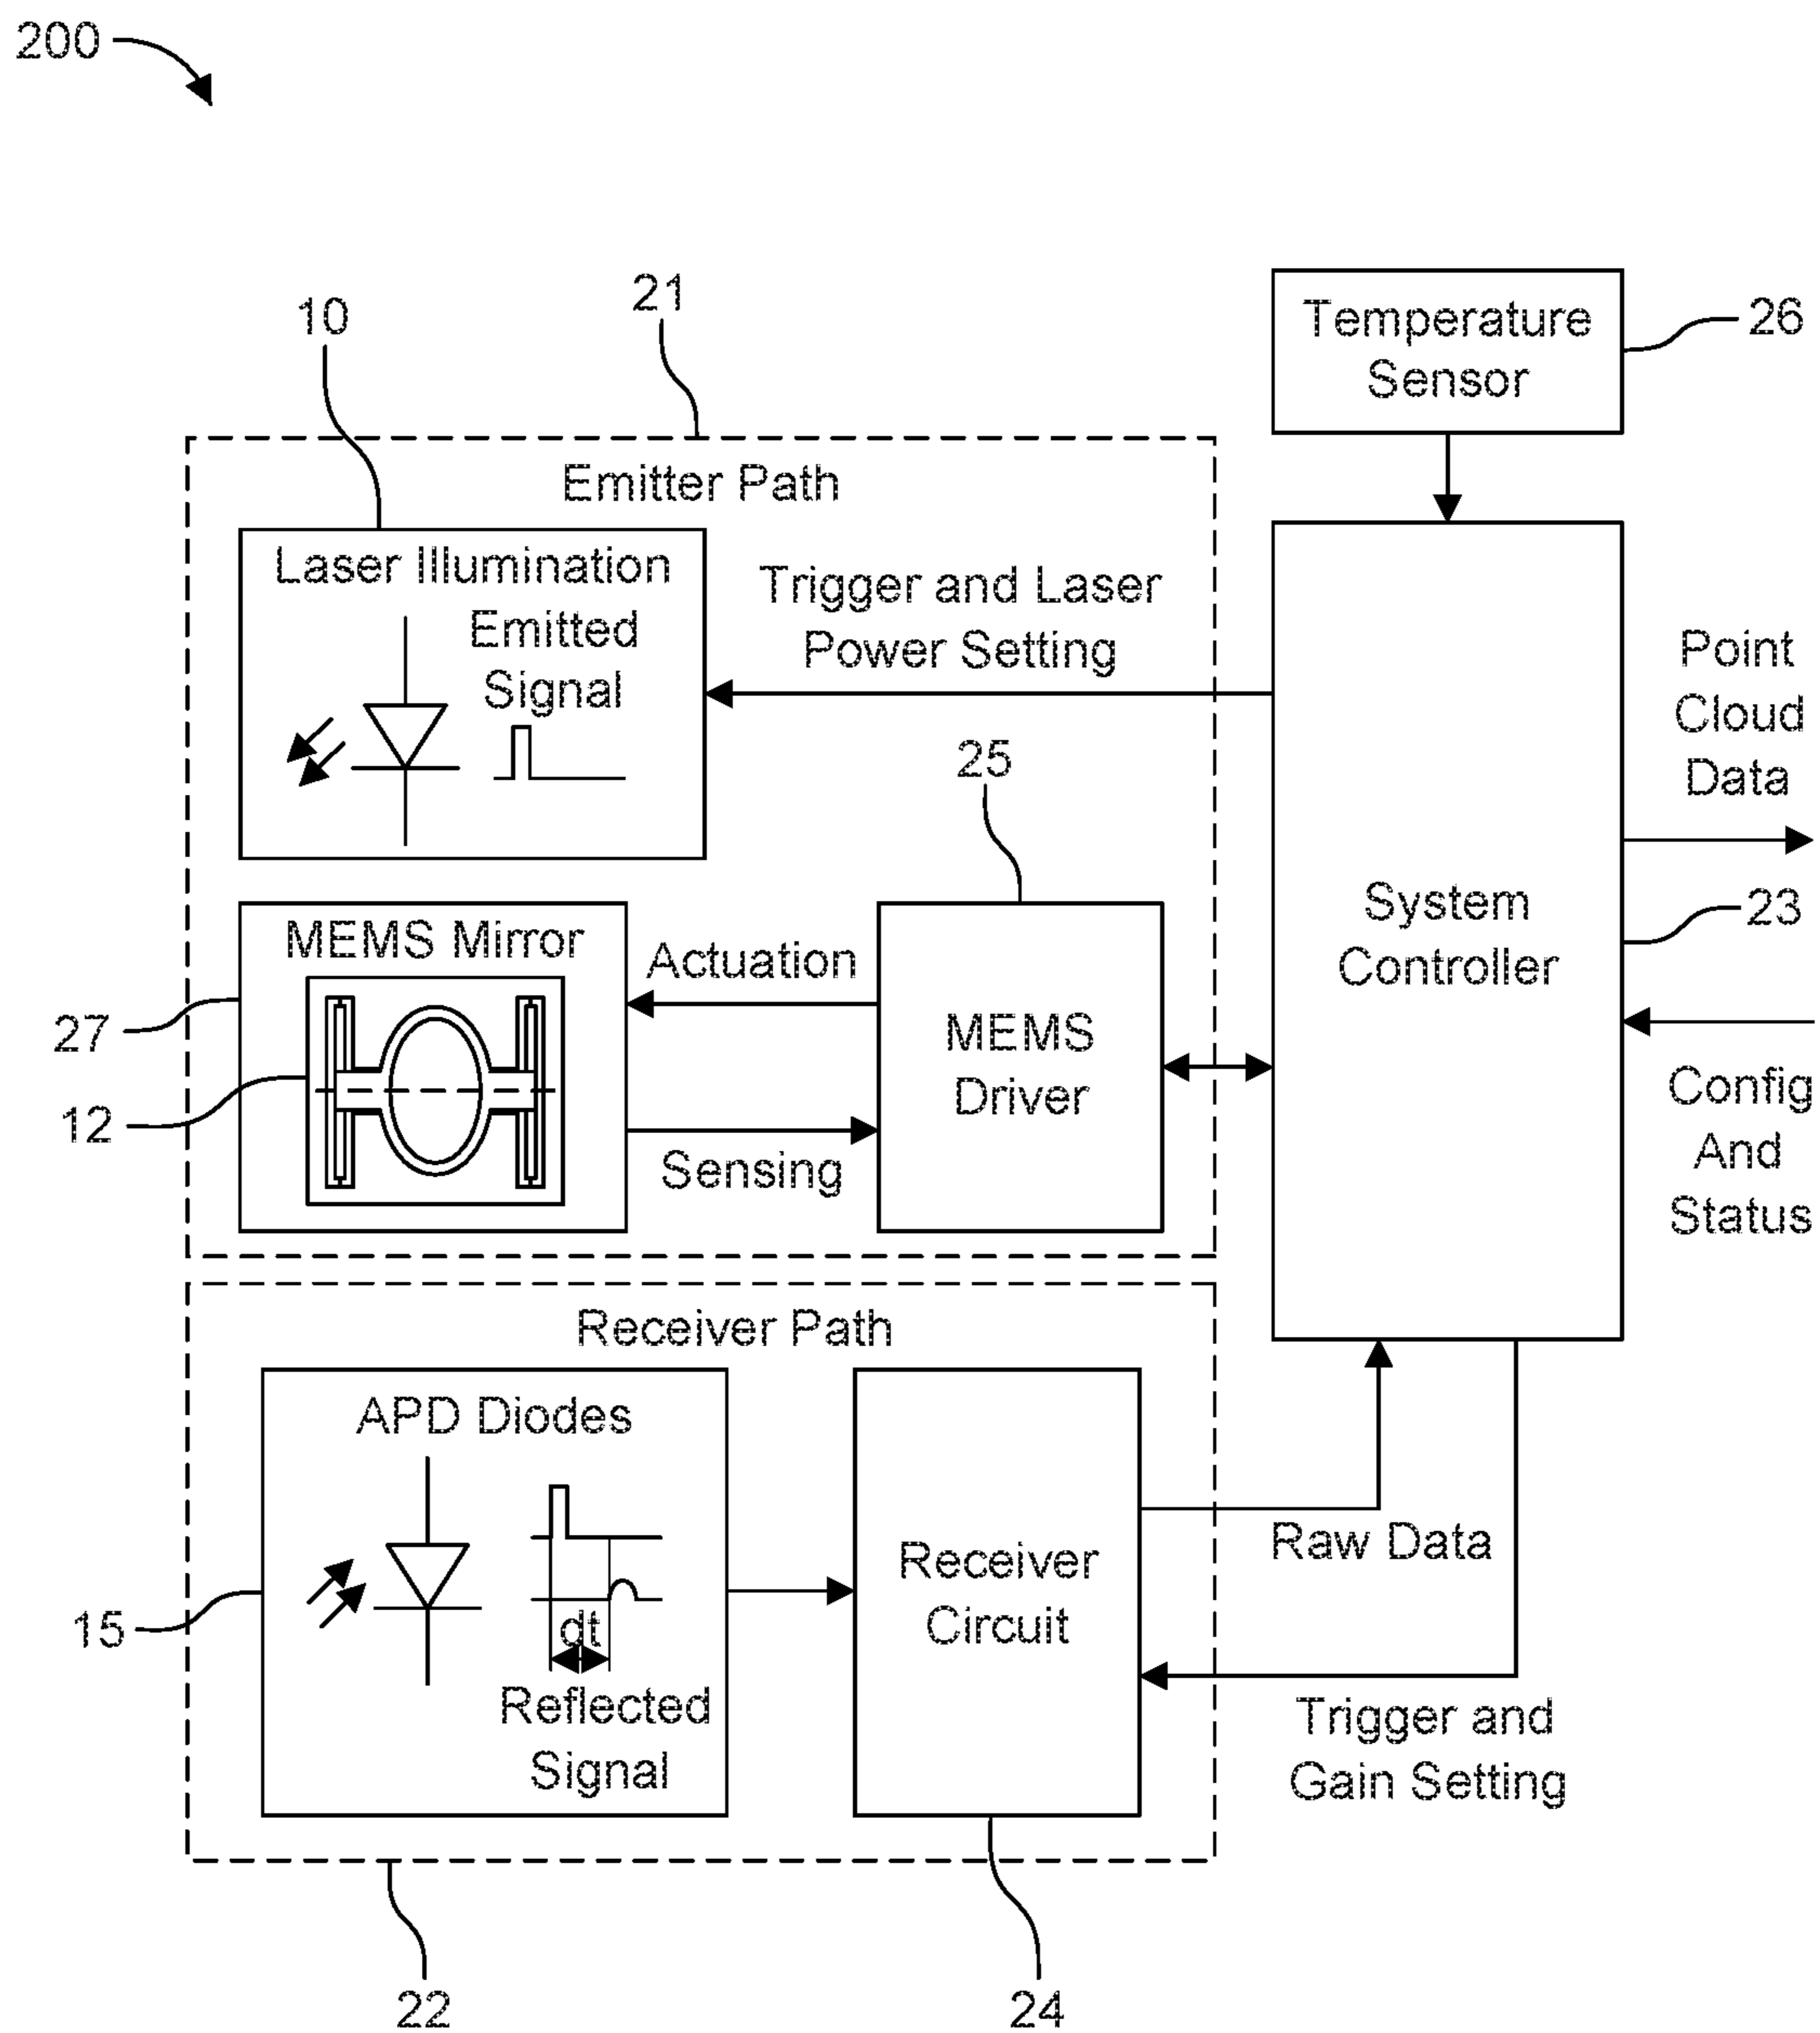 200
21
10
Temperature
Sensor
26
Emitter Path
Laser Illumination
Emitted
Signal
Trigger and Laser
Power Setting
Point
Cloud
Data
25
System
Controller
23
MEMS Mirror
Actuation
27
MEMS
Driver
12
Sensing
Config
And
Status
Receiver Path
APD Diodes
Receiver
Circuit
Raw Data
15
dt
Reflected
Signal
Trigger and
Gain Setting
22
24